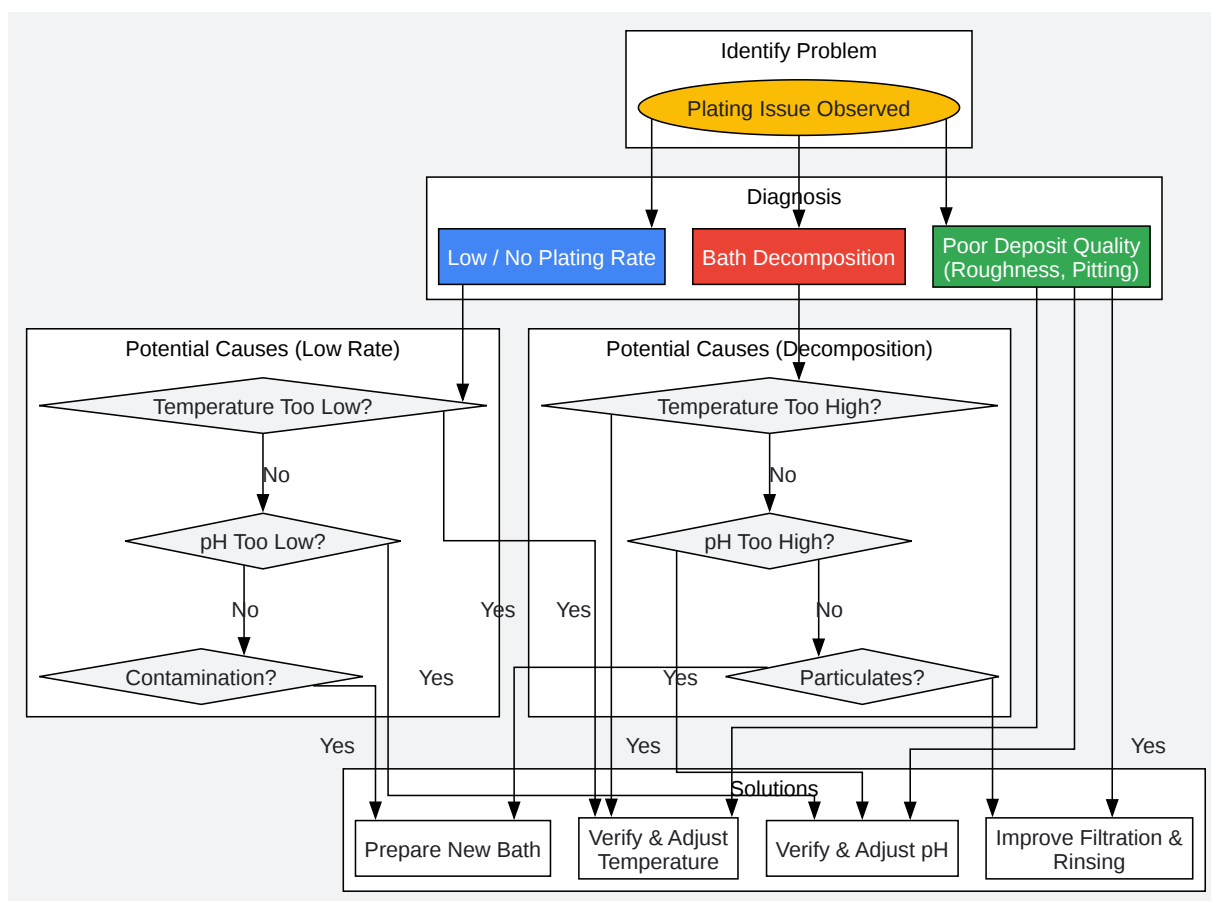 Identify Problem
Plating Issue Observed
Diagnosis
Low / No Plating Rate
Bath Decomposition
Poor Deposit Quality
(Roughness, Pitting)
Potential Causes (Low Rate)
Potential Causes (Decomposition)
Temperature Too Low?
Temperature Too High?
No
No
pH Too Low?
pH Too High?
No
Yes
Yes
No
Contamination?
Yes
Yes
Particulates?
Yes
Yes
Yes
Solutions
Prepare New Bath
Verify & Adjust
Temperature
Verify & Adjust pH
Improve Filtration &
Rinsing